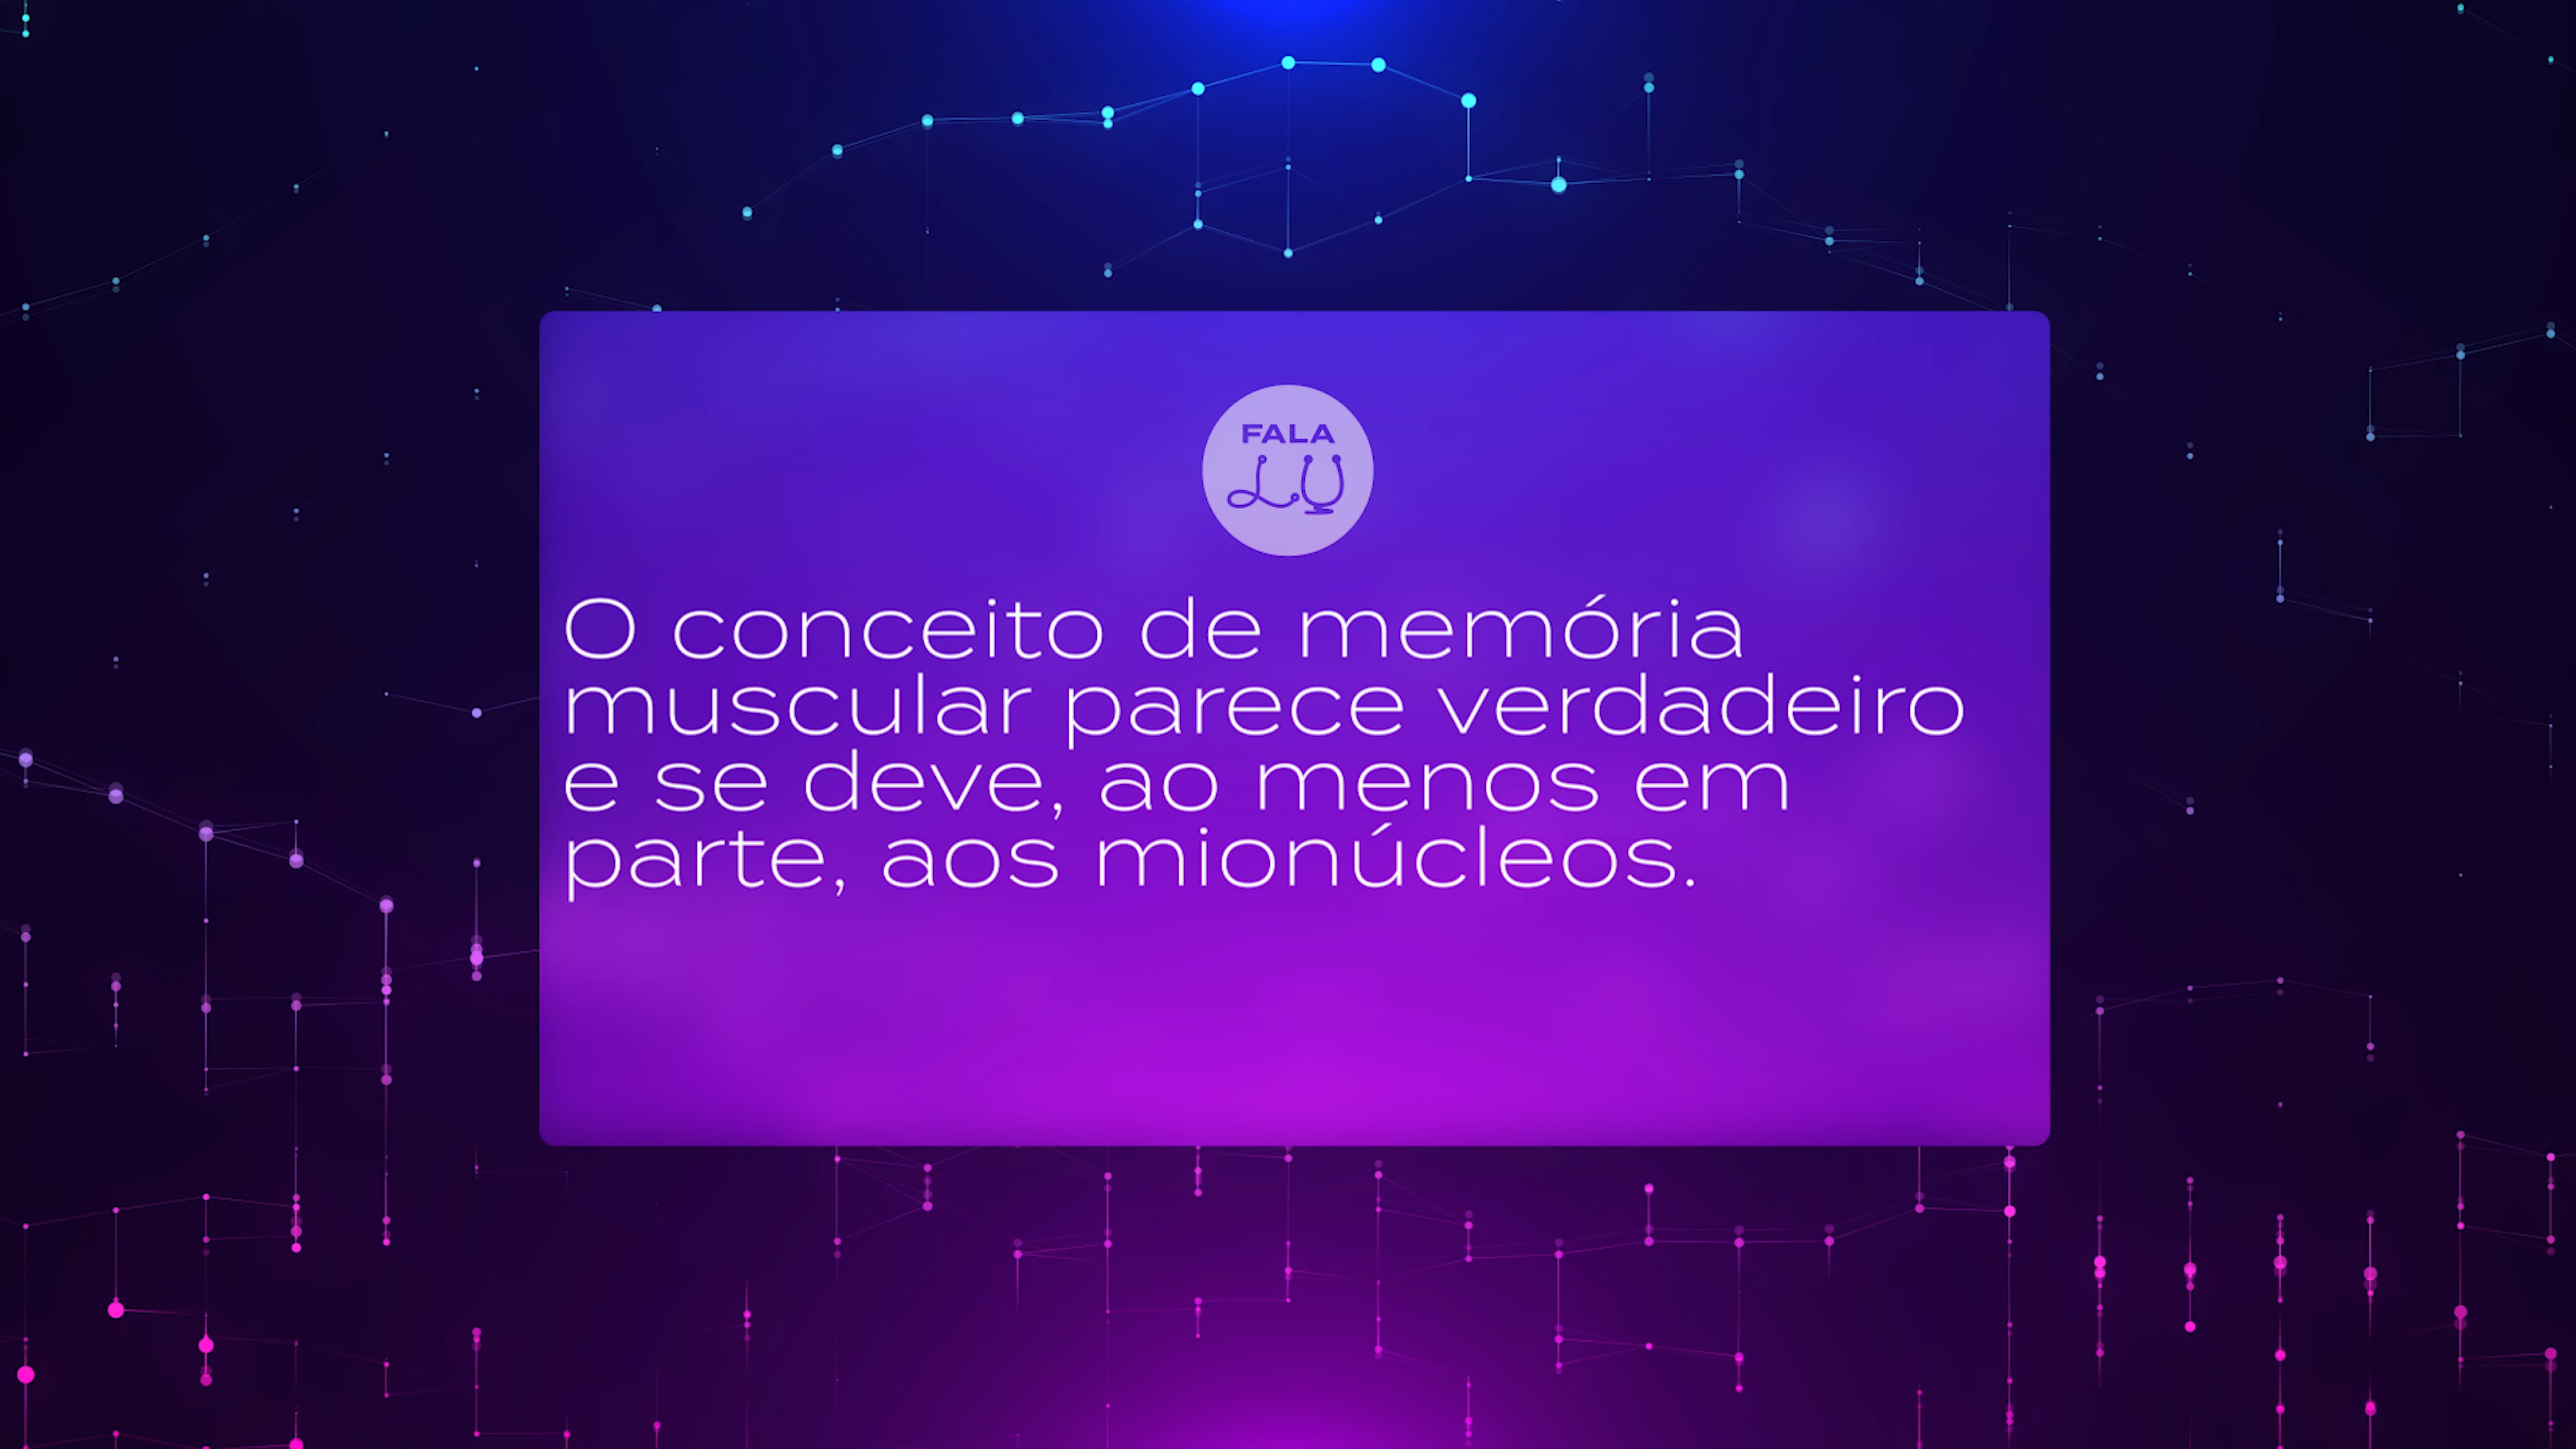 FALA
LU
O conceito de memória
muscular parece verdadeiro
e se deve, ao menos em
parte, aos mionúcleos.